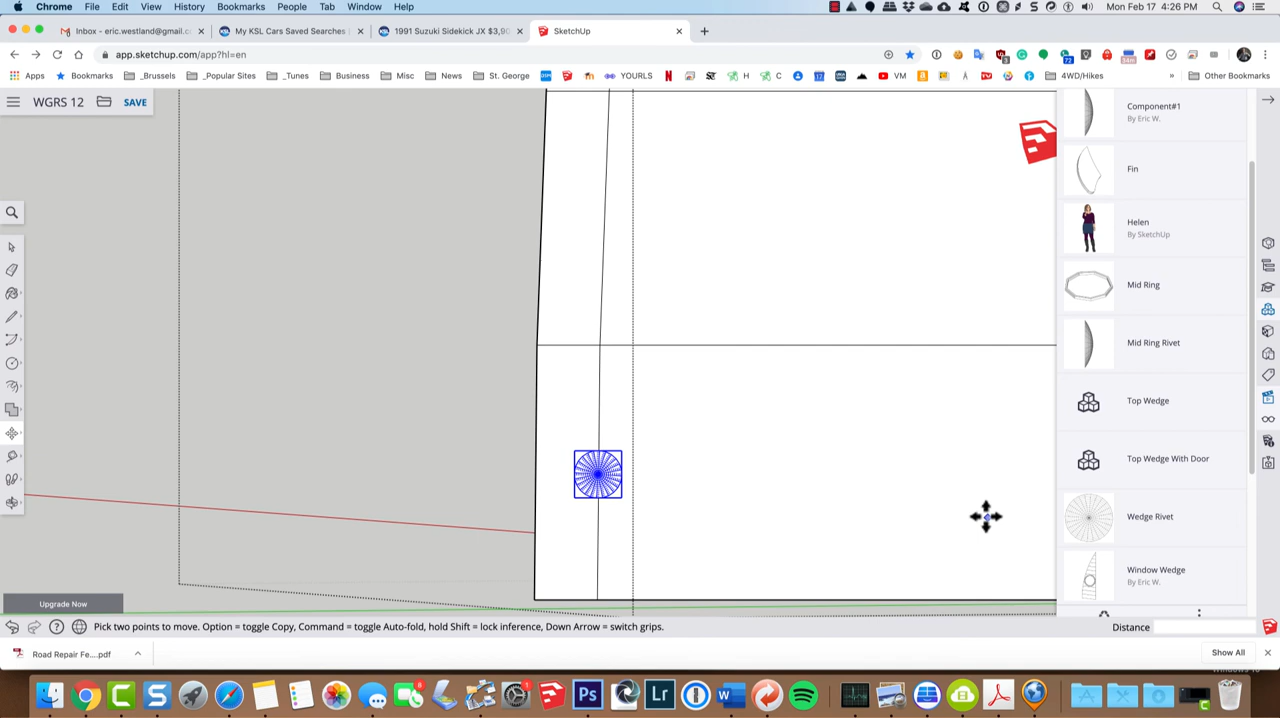 Chrome File Edit View History Bookmarks People Tab Window Help Mon Feb 17 4:26 PM
Inbox - eric.westland@gmail.c My KSL Cars Saved Searches 1991 Suzuki Sidekick JX $3,90 SketchUp
app.sketchup.com/app?hl=en
Apps Bookmarks _Brussels _Popular Sites _Tunes Business Misc News St. George YOURLS H C VM 4WD/Hikes » Other Bookmarks
WGRS 12 SAVE
Component#1
By Eric W.
Fin
Helen
By SketchUp
Mid Ring
Mid Ring Rivet
Top Wedge
Top Wedge With Door
Wedge Rivet
Window Wedge
By Eric W.
Upgrade Now
Pick two points to move. Option = toggle Copy, Command = toggle Auto-fold, hold Shift = lock inference, Down Arrow = switch grips. Distance
Road Repair Fe....pdf Show All
Ps Lr